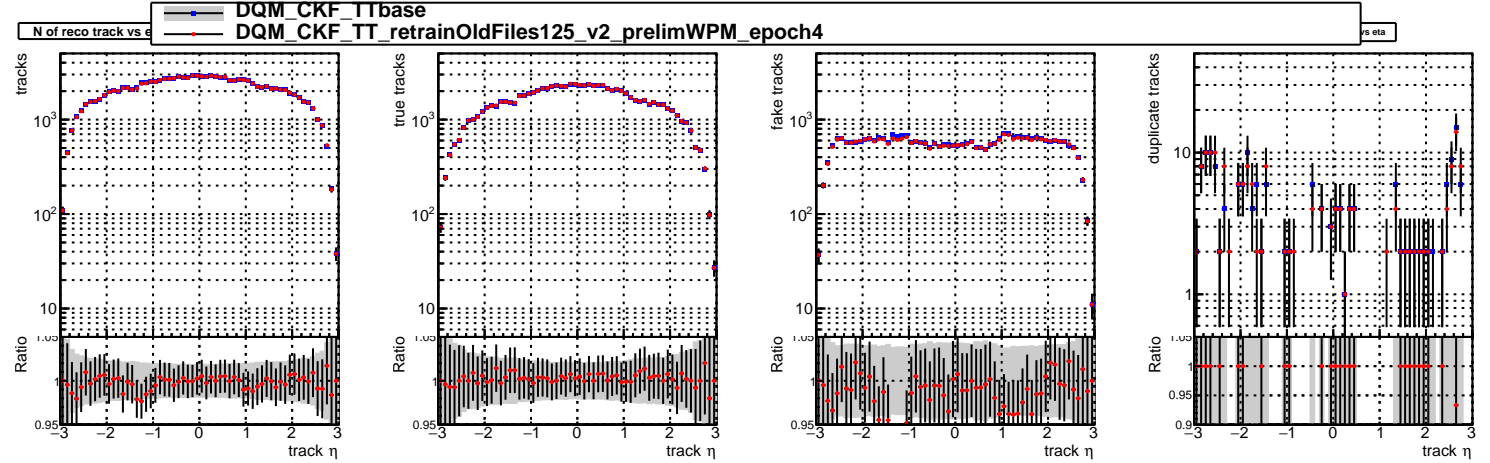 DQM_CKF_TTbase
DQM_CKF_TT_retrainOldFiles125_v2_prelimWPM_epoch4
N of reco track vs e
vs eta
tracks
10³
10²
10
Ratio
1.05
1
0.95
−3 −2 −1 0 1 2 3
track η
true tracks
10³
10²
10
Ratio
1.05
1
0.95
−3 −2 −1 0 1 2 3
track η
fake tracks
10³
10²
10
Ratio
1.05
1
0.95
−3 −2 −1 0 1 2 3
track η
duplicate tracks
10
1
Ratio
1.05
1
0.95
0.9
−3 −2 −1 0 1 2 3
track η